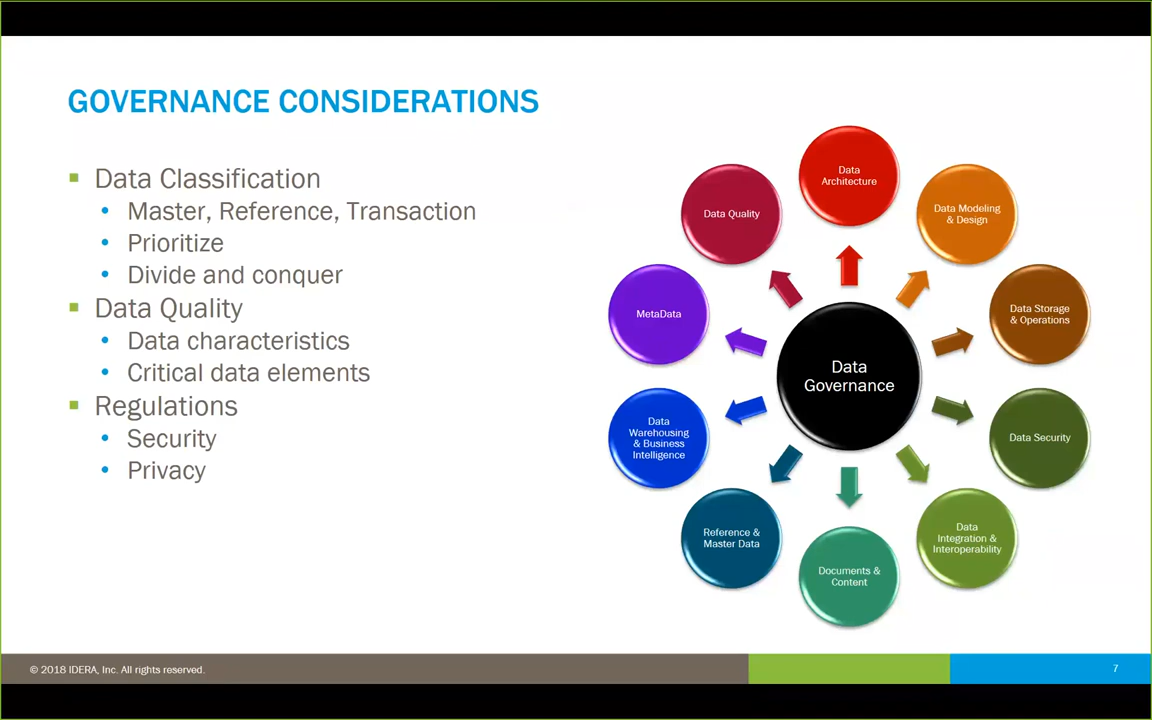 GOVERNANCE CONSIDERATIONS
Data Classification
Master, Reference, Transaction
Prioritize
Divide and conquer
Data Quality
Data characteristics
Critical data elements
Regulations
Security
Privacy
Data
Architecture
Data Modeling
& Design
Data Storage
& Operations
Data Security
Data
Integration &
Interoperability
Documents &
Content
Reference &
Master Data
Data
Warehousing
& Business
Intelligence
MetaData
Data Quality
Data
Governance
© 2018 IDERA, Inc. All rights reserved.
7